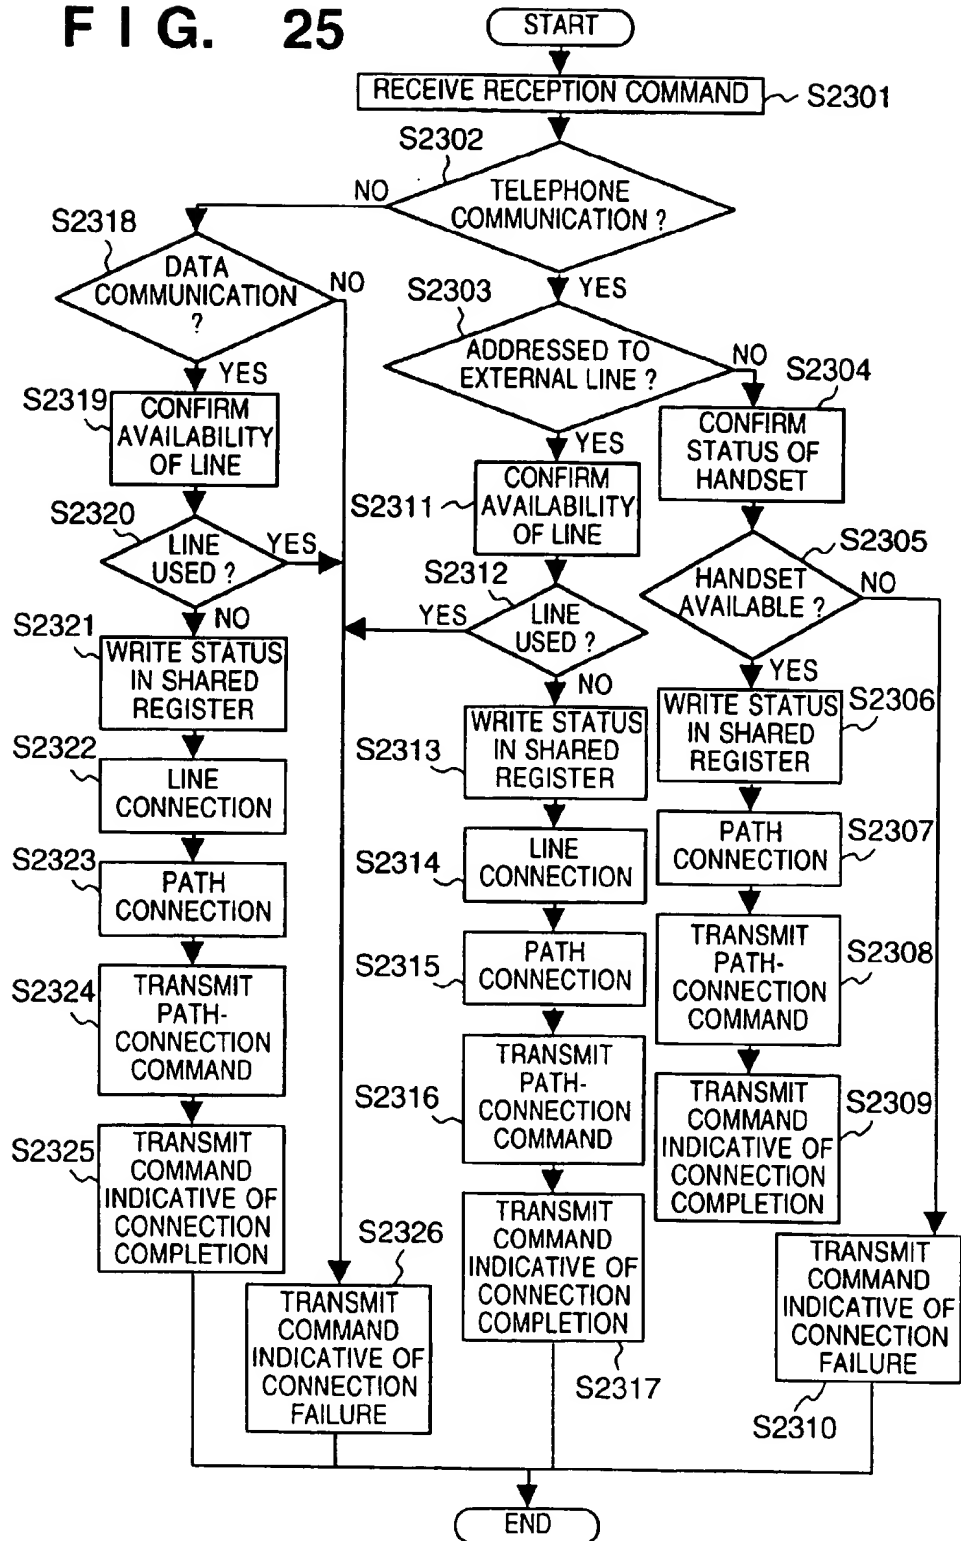 FIG. 25
START
RECEIVE RECEPTION COMMAND
S2301
S2302
TELEPHONE
COMMUNICATION ?
NO
YES
S2318
DATA
COMMUNICATION
?
NO
YES
S2303
ADDRESSED TO
EXTERNAL LINE ?
NO
YES
S2304
CONFIRM
STATUS OF
HANDSET
S2319
CONFIRM
AVAILABILITY
OF LINE
S2311
CONFIRM
AVAILABILITY
OF LINE
S2305
HANDSET
AVAILABLE ?
NO
YES
S2320
LINE
USED ?
YES
NO
S2312
LINE
USED ?
YES
NO
S2321
WRITE STATUS
IN SHARED
REGISTER
S2313
WRITE STATUS
IN SHARED
REGISTER
S2306
WRITE STATUS
IN SHARED
REGISTER
S2322
LINE
CONNECTION
S2314
LINE
CONNECTION
S2307
PATH
CONNECTION
S2323
PATH
CONNECTION
S2315
PATH
CONNECTION
S2308
TRANSMIT
PATH-
CONNECTION
COMMAND
S2324
TRANSMIT
PATH-
CONNECTION
COMMAND
S2316
TRANSMIT
PATH-
CONNECTION
COMMAND
S2309
TRANSMIT
COMMAND
INDICATIVE OF
CONNECTION
COMPLETION
S2325
TRANSMIT
COMMAND
INDICATIVE OF
CONNECTION
COMPLETION
S2326
TRANSMIT
COMMAND
INDICATIVE OF
CONNECTION
FAILURE
TRANSMIT
COMMAND
INDICATIVE OF
CONNECTION
COMPLETION
S2317
TRANSMIT
COMMAND
INDICATIVE OF
CONNECTION
FAILURE
S2310
END